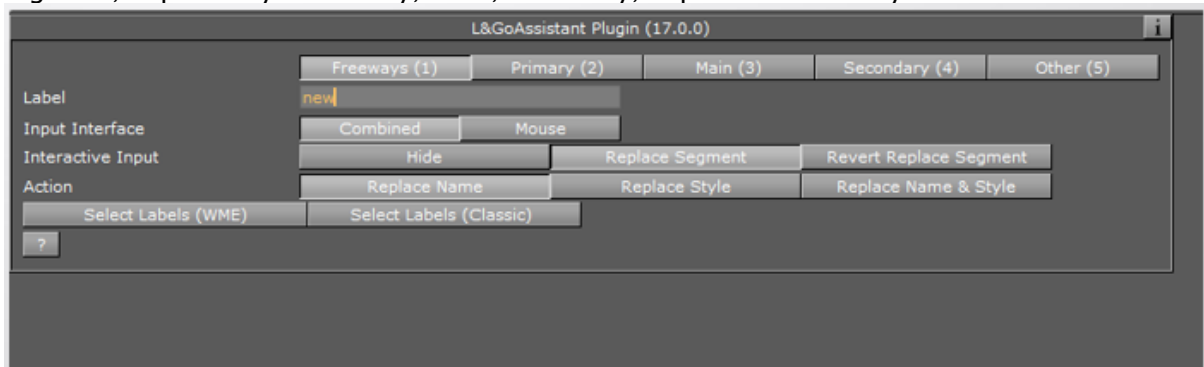 L&GoAssistant Plugin (17.0.0) i
Freeways (1) Primary (2) Main (3) Secondary (4) Other (5)
Label new
Input Interface Combined Mouse
Interactive Input Hide Replace Segment Revert Replace Segment
Action Replace Name Replace Style Replace Name & Style
Select Labels (WME) Select Labels (Classic)
?